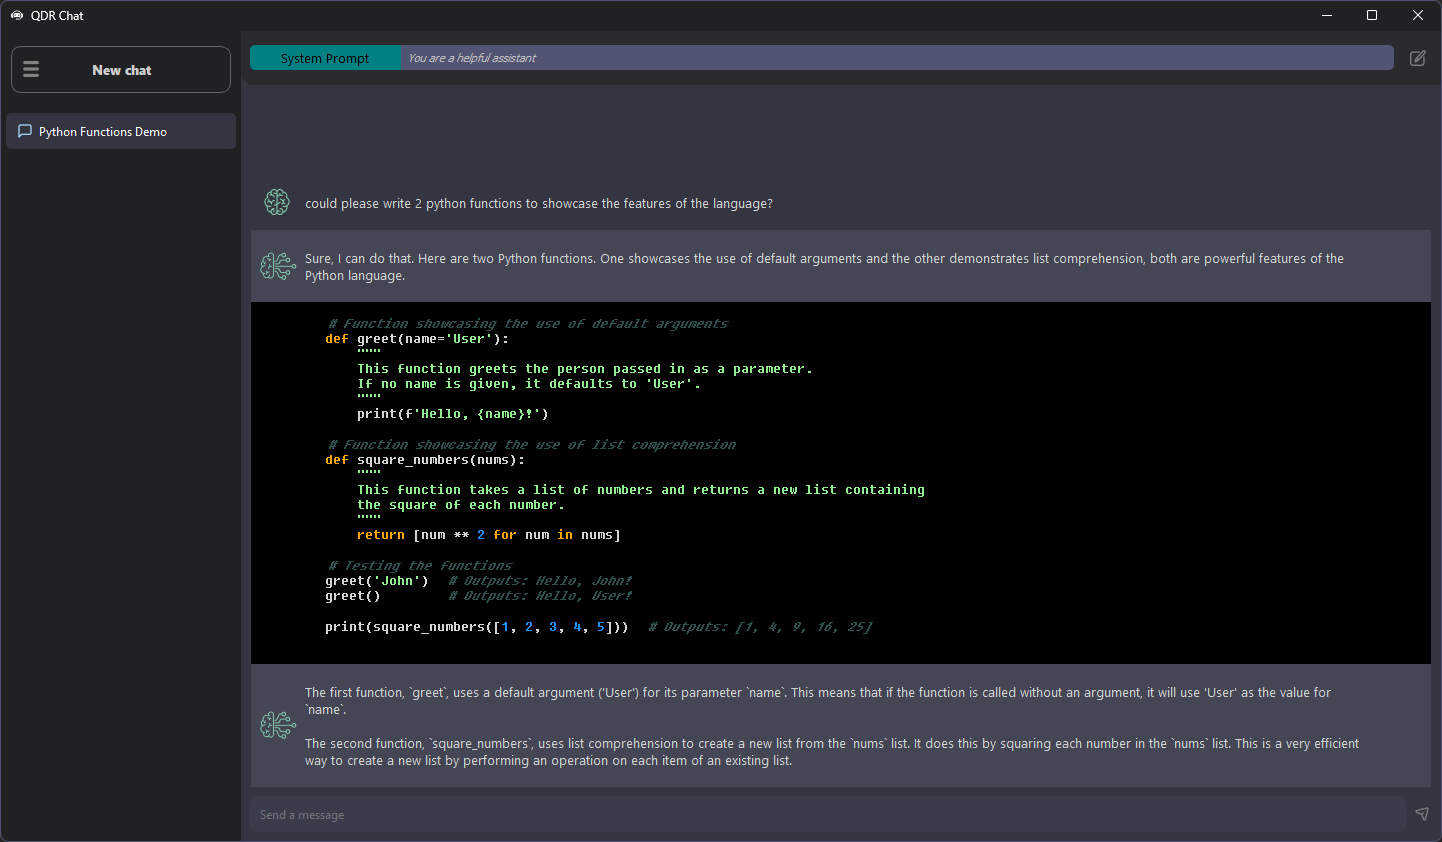 QDR Chat
New chat
Python Functions Demo
System Prompt You are a helpful assistant
could please write 2 python functions to showcase the features of the language?
Sure, I can do that. Here are two Python functions. One showcases the use of default arguments and the other demonstrates list comprehension, both are powerful features of the
Python language.
# Function showcasing the use of default arguments
def greet(name='User'):
    """
    This function greets the person passed in as a parameter.
    If no name is given, it defaults to 'User'.
    """
    print(f'Hello, {name}!')
# Function showcasing the use of list comprehension
def square_numbers(nums):
    """
    This function takes a list of numbers and returns a new list containing
    the square of each number.
    """
    return [num ** 2 for num in nums]
# Testing the functions
greet('John')  # Outputs: Hello, John!
greet()        # Outputs: Hello, User!
print(square_numbers([1, 2, 3, 4, 5]))  # Outputs: [1, 4, 9, 16, 25]
The first function, `greet`, uses a default argument ('User') for its parameter `name`. This means that if the function is called without an argument, it will use 'User' as the value for
`name`.
The second function, `square_numbers`, uses list comprehension to create a new list from the `nums` list. It does this by squaring each number in the `nums` list. This is a very efficient
way to create a new list by performing an operation on each item of an existing list.
Send a message